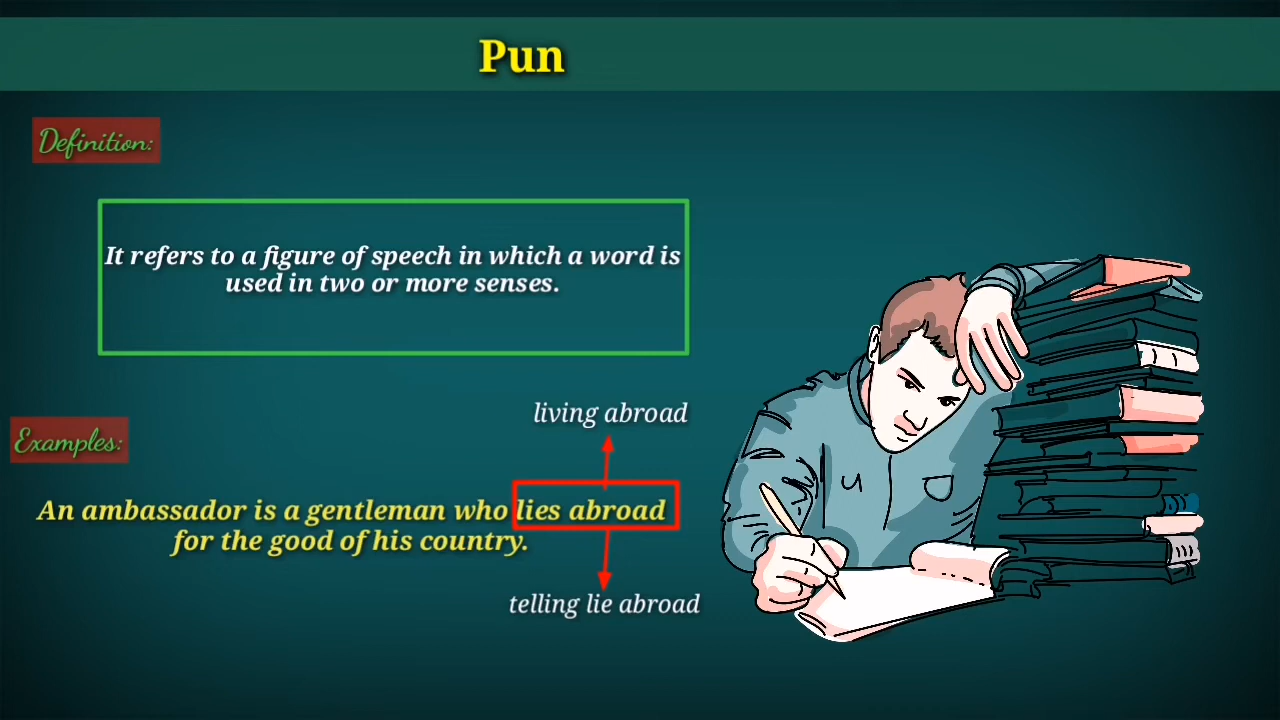 Pun
Definition:
It refers to a figure of speech in which a word is
used in two or more senses.
living abroad
Examples:
An ambassador is a gentleman who lies abroad
for the good of his country.
telling lie abroad